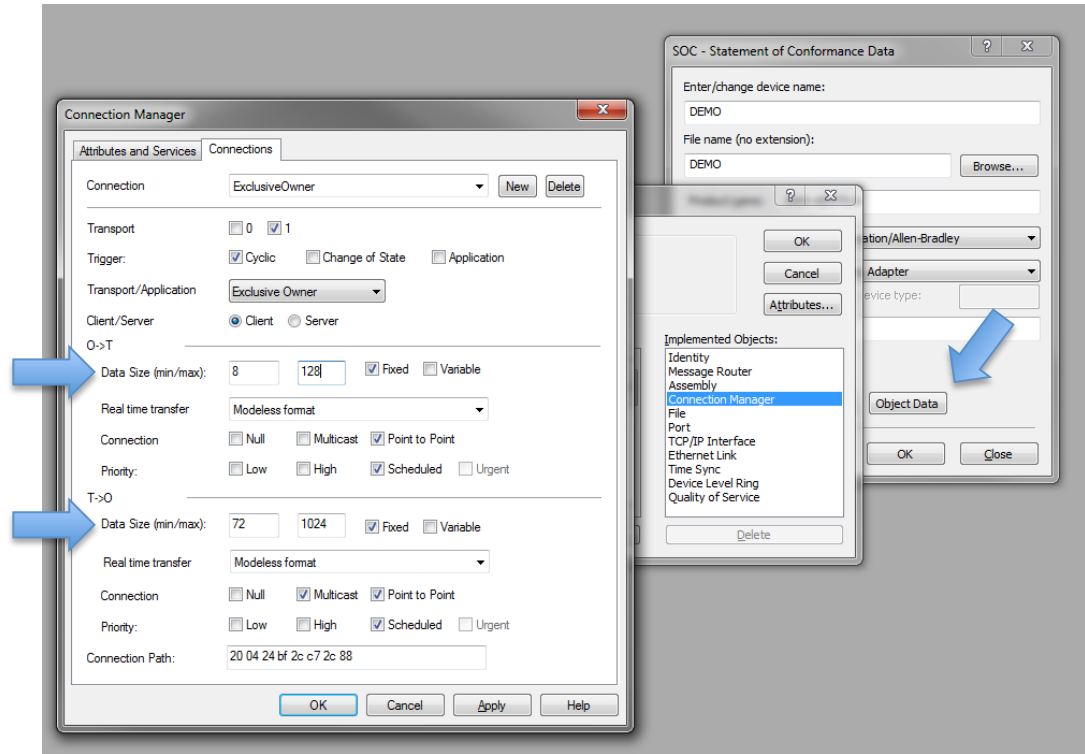 SOC - Statement of Conformance Data
Enter/change device name:
DEMO
File name (no extension):
DEMO
Browse...
ation/Allen-Bradley
Adapter
evice type:
Object Data
OK Close
OK
Cancel
Attributes...
Implemented Objects:
Identity
Message Router
Assembly
Connection Manager
File
Port
TCP/IP Interface
Ethernet Link
Time Sync
Device Level Ring
Quality of Service
Delete
Connection Manager
Attributes and Services Connections
Connection ExclusiveOwner New Delete
Transport 0 1
Trigger: Cyclic Change of State Application
Transport/Application Exclusive Owner
Client/Server Client Server
O->T
Data Size (min/max): 8 128 Fixed Variable
Real time transfer Modeless format
Connection Null Multicast Point to Point
Priority: Low High Scheduled Urgent
T->O
Data Size (min/max): 72 1024 Fixed Variable
Real time transfer Modeless format
Connection Null Multicast Point to Point
Priority: Low High Scheduled Urgent
Connection Path: 20 04 24 bf 2c c7 2c 88
OK Cancel Apply Help